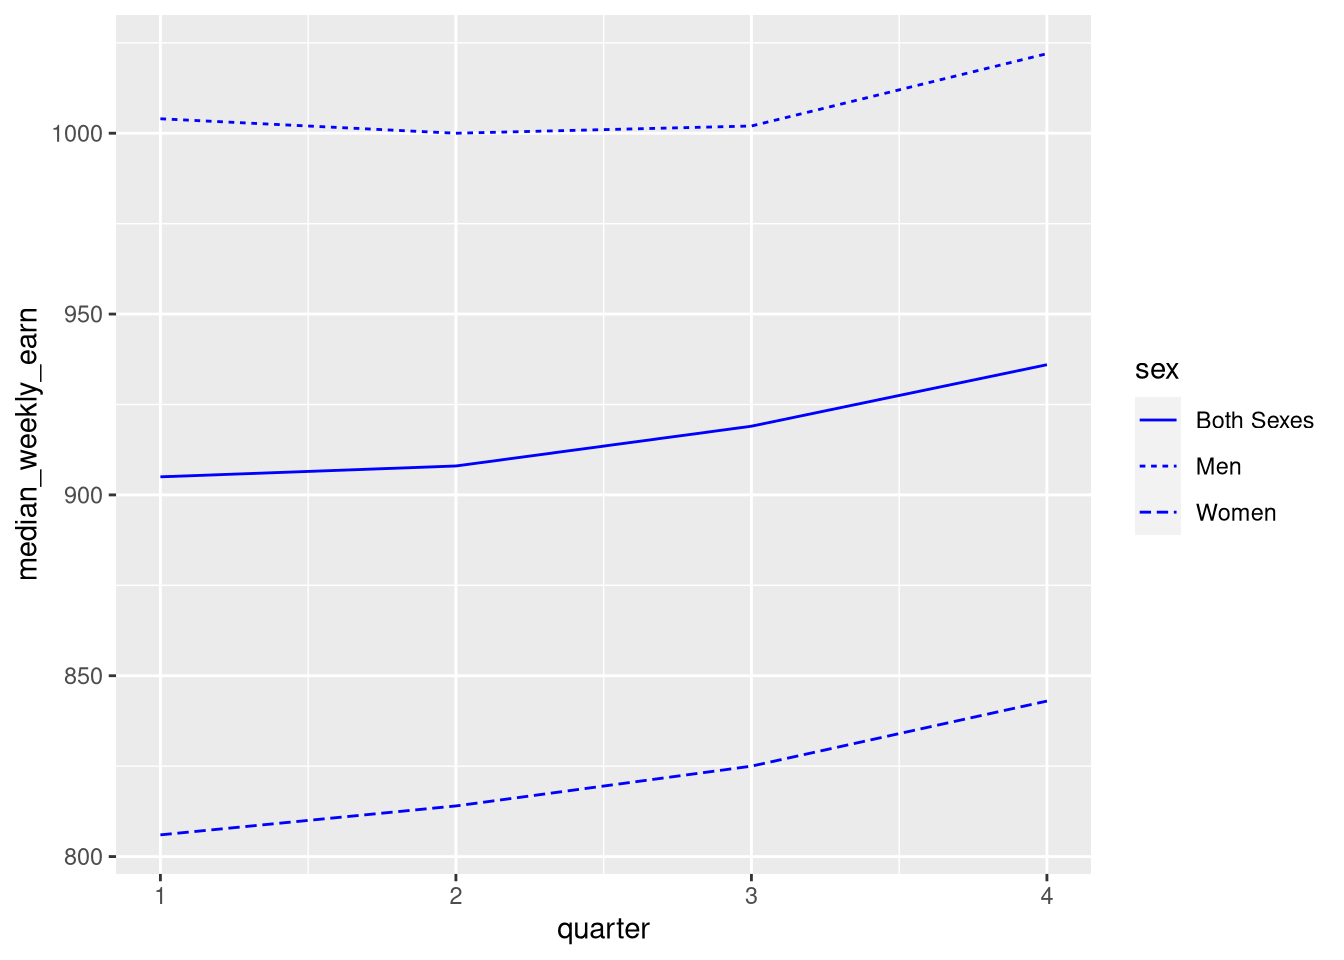 1000
950
900
850
800
median_weekly_earn
1 2 3 4
quarter
sex
Both Sexes
Men
Women